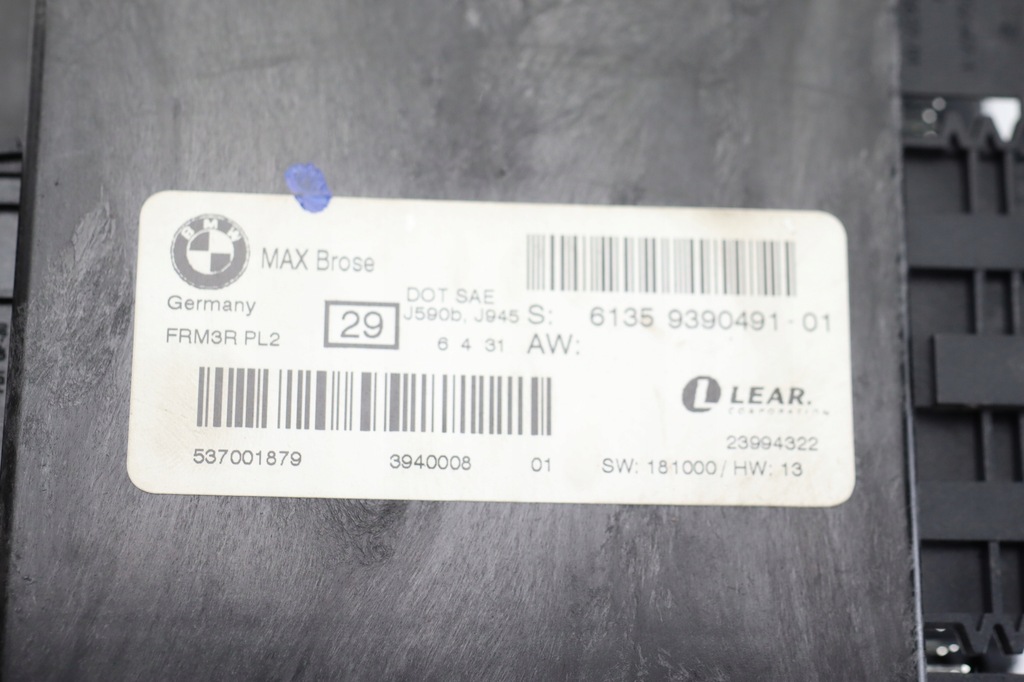 BMW
MAX Brose
Germany
FRM3R PL2
29
DOT SAE
J590b, J945
6 4 31
S: 6135 9390491-01
AW:
LEAR.
CORPORATION
537001879 3940008 01
23994322
SW: 181000 / HW: 13